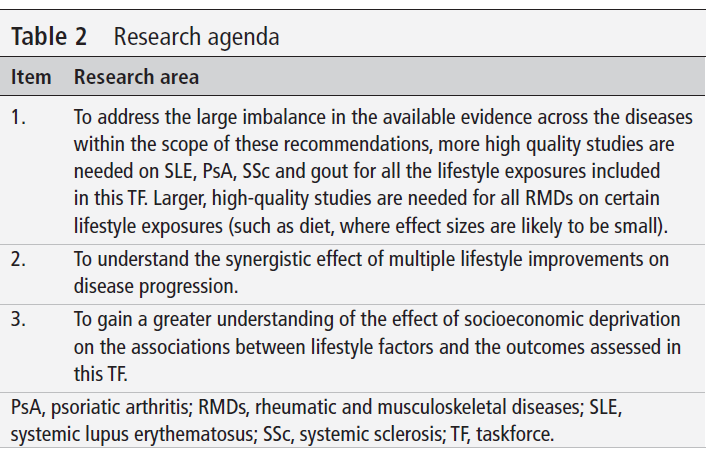 Table 2 Research agenda
Item Research area
1. To address the large imbalance in the available evidence across the diseases
within the scope of these recommendations, more high quality studies are
needed on SLE, PsA, SSc and gout for all the lifestyle exposures included
in this TF. Larger, high-quality studies are needed for all RMDs on certain
lifestyle exposures (such as diet, where effect sizes are likely to be small).
2. To understand the synergistic effect of multiple lifestyle improvements on
disease progression.
3. To gain a greater understanding of the effect of socioeconomic deprivation
on the associations between lifestyle factors and the outcomes assessed in
this TF.
PsA, psoriatic arthritis; RMDs, rheumatic and musculoskeletal diseases; SLE,
systemic lupus erythematosus; SSc, systemic sclerosis; TF, taskforce.